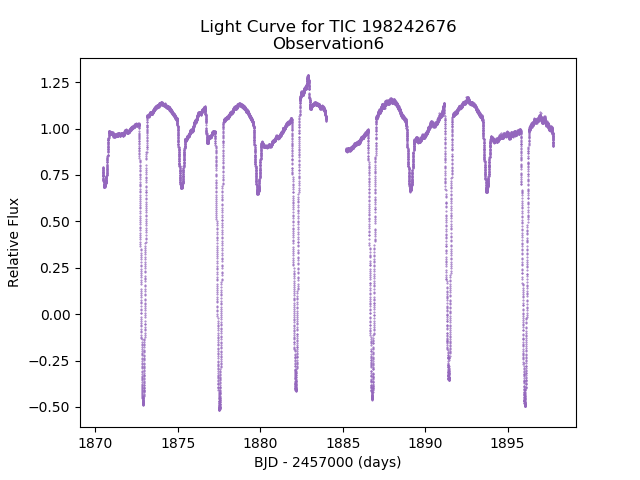 Light Curve for TIC 198242676
Observation6
1.25
1.00
0.75
0.50
0.25
0.00
−0.25
−0.50
Relative Flux
1870 1875 1880 1885 1890 1895
BJD - 2457000 (days)